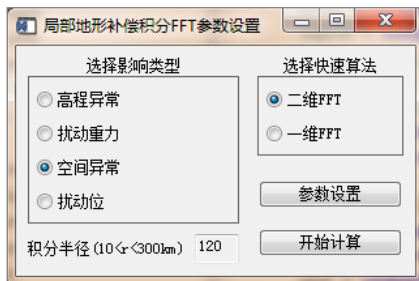 局部地形补偿积分FFT参数设置
选择影响类型
高程异常
扰动重力
空间异常
扰动位
积分半径(10<r<300km) 120
选择快速算法
二维FFT
一维FFT
参数设置
开始计算